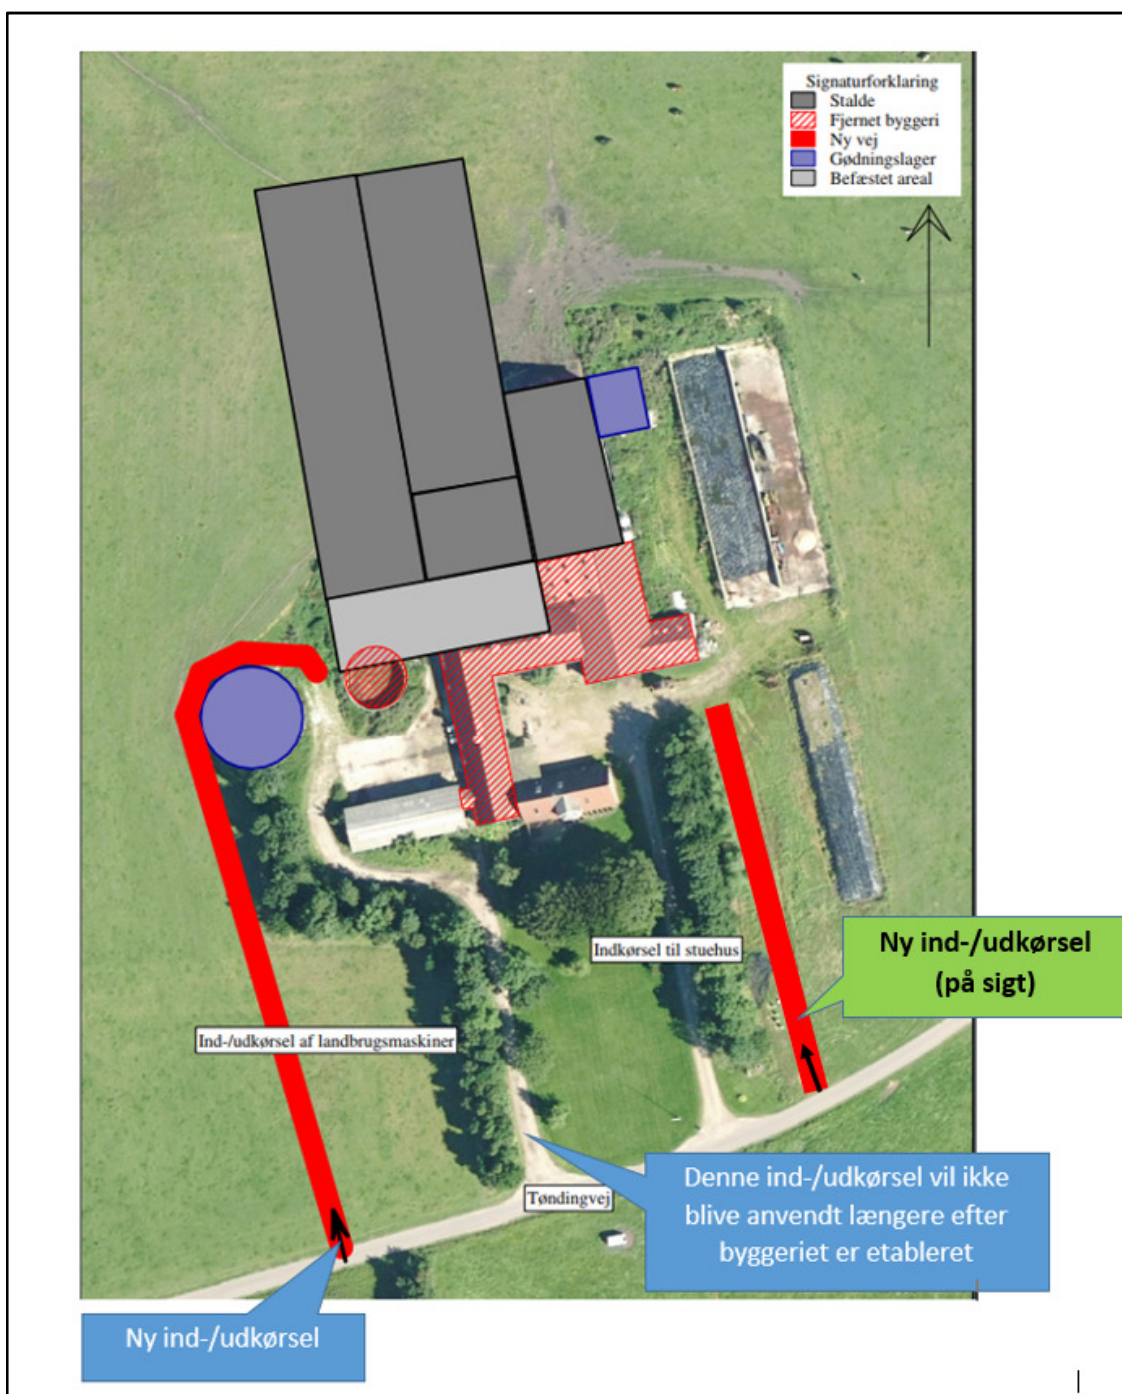 Signaturforklaring
Stalde
Fjernet byggeri
Ny vej
Gødningslager
Befæstet areal
Indkørsel til stuehus
Ny ind-/udkørsel
(på sigt)
Ind-/udkørsel af landbrugsmaskiner
Denne ind-/udkørsel vil ikke
blive anvendt længere efter
byggeriet er etableret
Tøndingvej
Ny ind-/udkørsel